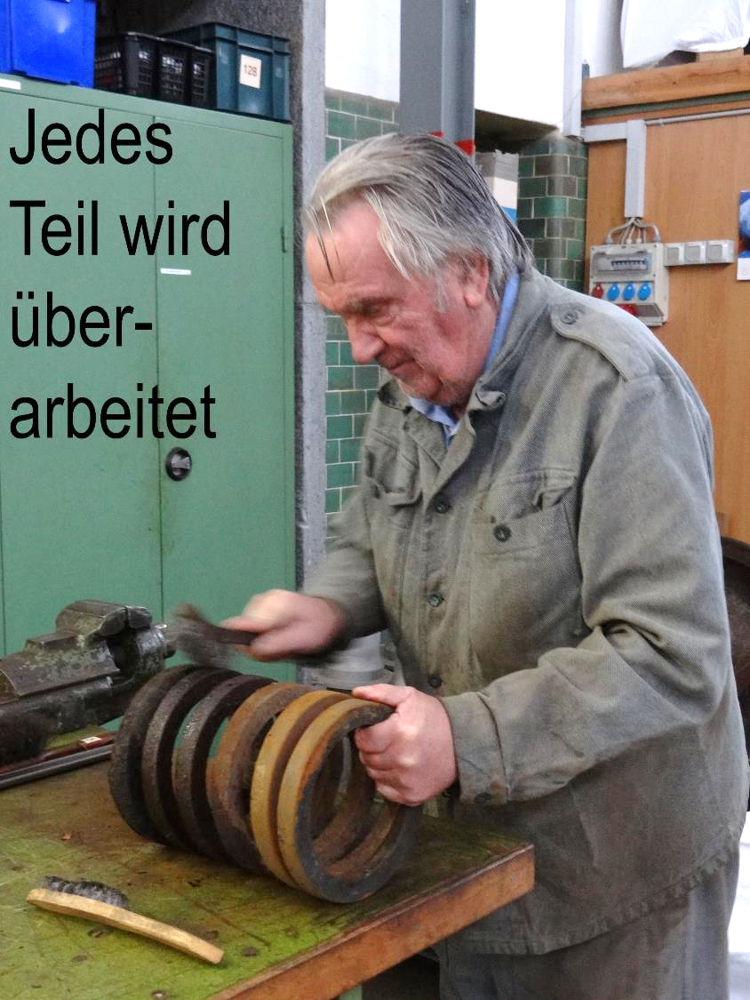 128
Jedes
Teil wird
über-
arbeitet